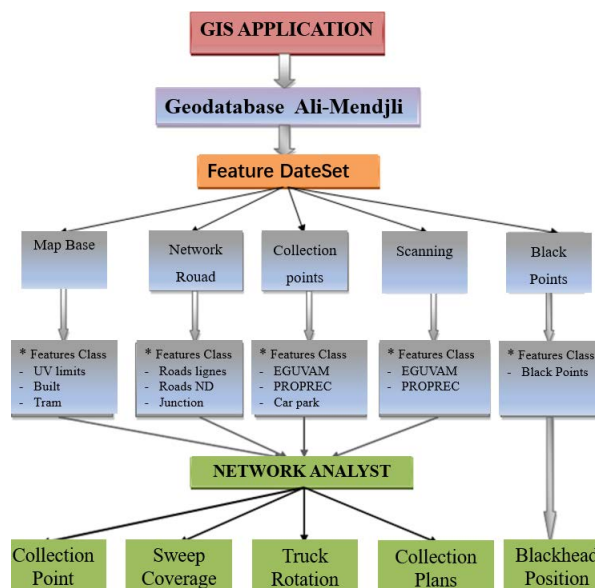 GIS APPLICATION
Geodatabase Ali-Mendjli
Feature DateSet
Map Base
Network
Rouad
Collection
points
Scanning
Black
Points
* Features Class
- UV limits
- Built
- Tram
* Features Class
- Roads lignes
- Roads ND
- Junction
* Features Class
- EGUVAM
- PROPREC
- Car park
* Features Class
- EGUVAM
- PROPREC
* Features Class
- Black Points
NETWORK ANALYST
Collection
Point
Sweep
Coverage
Truck
Rotation
Collection
Plans
Blackhead
Position